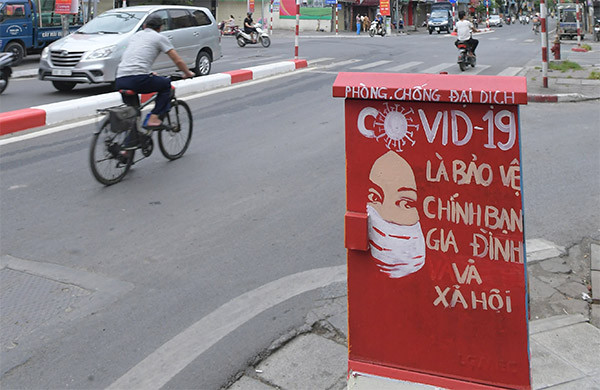 PHÒNG, CHỐNG ĐẠI DỊCH
COVID-19
LÀ BẢO VỆ
CHÍNH BẠN
GIA ĐÌNH
VÀ
XÃ HỘI